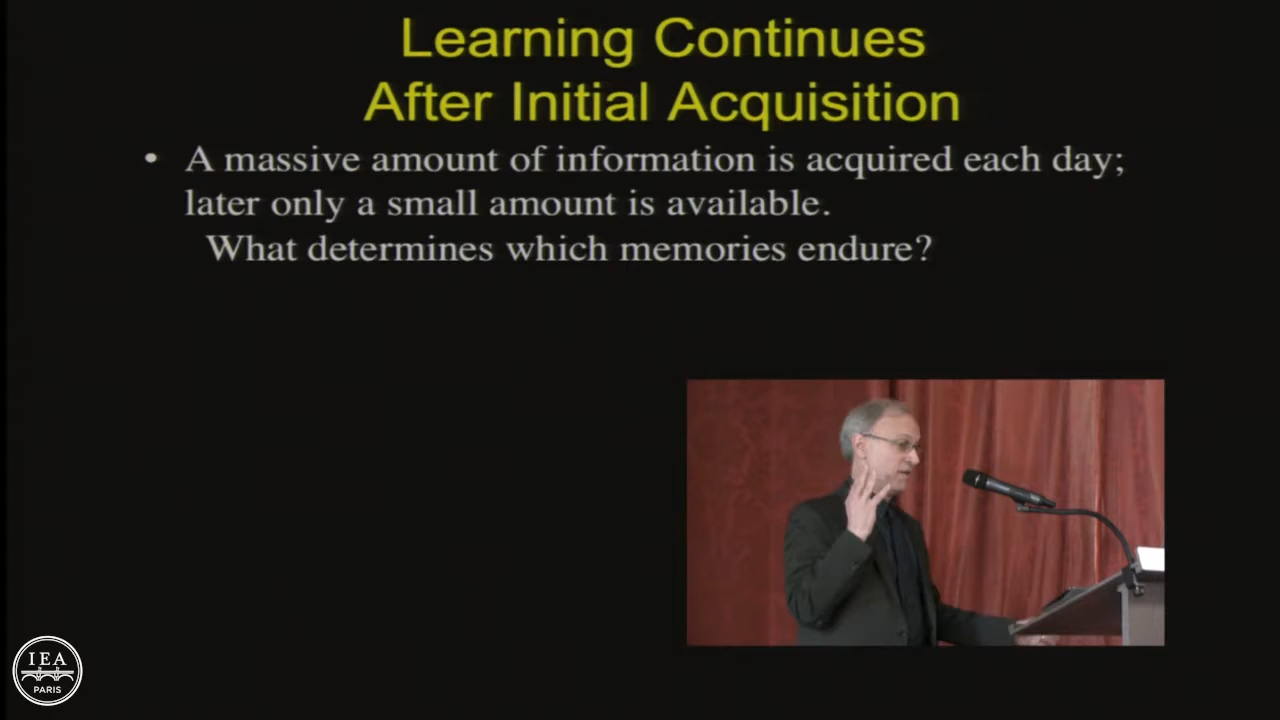 Learning Continues
After Initial Acquisition
• A massive amount of information is acquired each day;
later only a small amount is available.
What determines which memories endure?
IEA
PARIS